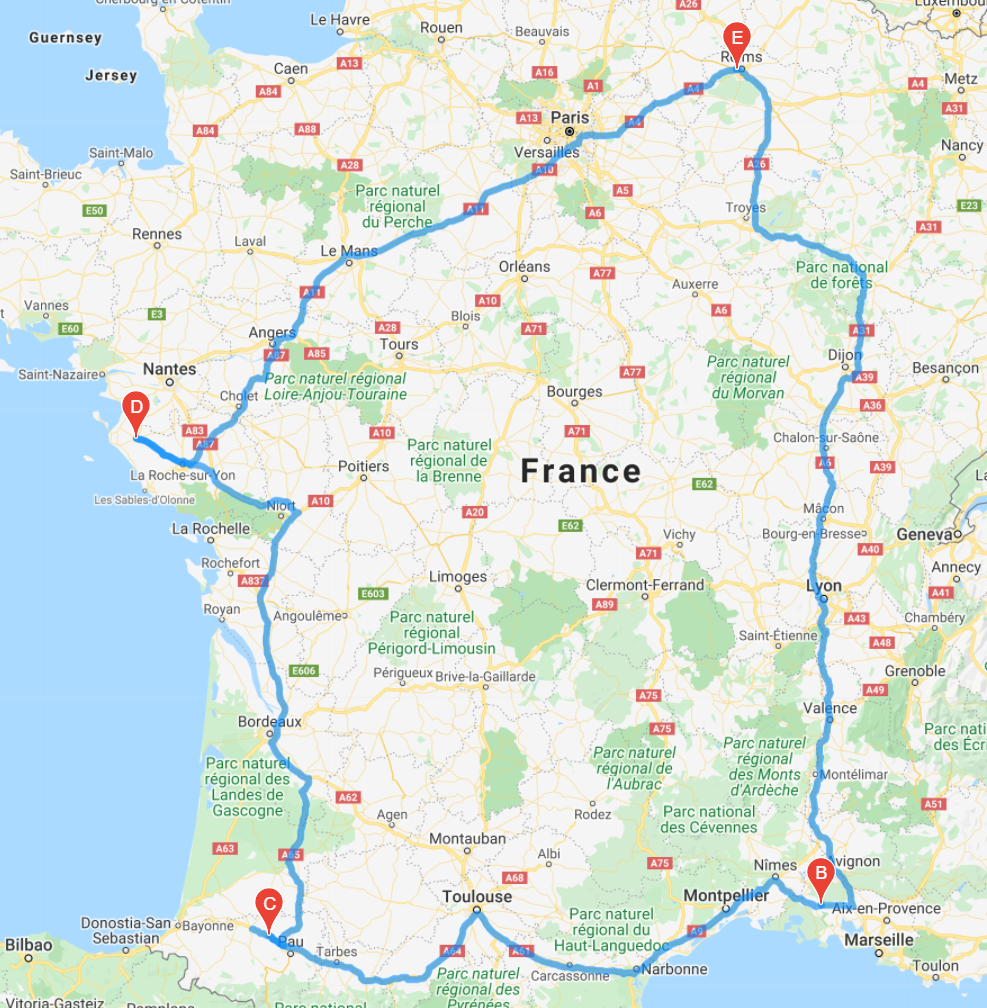 Cherbourg-en-Cotentin
A26
Luxembourg
Le Havre
Rouen
Beauvais
Guernsey
Reims
E
Jersey
Caen
A13
A16
A1
A4
A4
Metz
A84
A4
A31
A84
A88
A13
Paris
A4
Saint-Malo
Versailles
Nancy
A28
A10
A26
Saint-Brieuc
Parc naturel
régional
du Perche
A5
E50
A11
A6
Troyes
E23
Rennes
Laval
Le Mans
A31
Orléans
A77
Parc national
de forêts
Auxerre
Vannes
A11
A10
E3
Blois
A6
E60
Angers
A28
A71
A31
Tours
A87
A85
Dijon
Saint-Nazaire
Nantes
Parc naturel régional
Loire-Anjou-Touraine
A77
Parc naturel
régional
du Morvan
A39
Besançon
Cholet
Bourges
D
A36
A83
A10
A71
A87
Parc naturel
régional de
la Brenne
Chalon-sur-Saône
La Roche-sur-Yon
Poitiers
France
A6
A39
Les Sables-d'Olonne
E62
Niort
A10
A20
Mâcon
La Rochelle
E62
Vichy
Bourg-en-Bresse
Geneva
Rochefort
A71
A40
Annecy
A837
Limoges
Clermont-Ferrand
Lyon
E603
A41
Royan
Angoulême
A89
A43
Parc naturel
régional
Périgord-Limousin
Chambéry
Saint-Étienne
A48
E606
Périgueux
Brive-la-Gaillarde
Grenoble
A75
A49
Valence
Bordeaux
A75
Parc naturel
régional des
Landes de
Gascogne
Parc naturel
régional de
l'Aubrac
Parc naturel
régional
des Monts
d'Ardèche
Parc nati
des Écri
Montélimar
A62
Agen
Rodez
Parc national
des Cévennes
A51
Montauban
A63
A65
Albi
A75
Nîmes
Avignon
B
A68
C
Toulouse
Montpellier
Aix-en-Provence
Donostia-San
Sebastian
Bayonne
Parc naturel
régional du
Haut-Languedoc
A9
Bilbao
Pau
Tarbes
A64
A61
Marseille
Carcassonne
Narbonne
Toulon
Parc naturel
régional des
Pyrénées
Vitoria-Gasteiz
Pamplona
Parc national